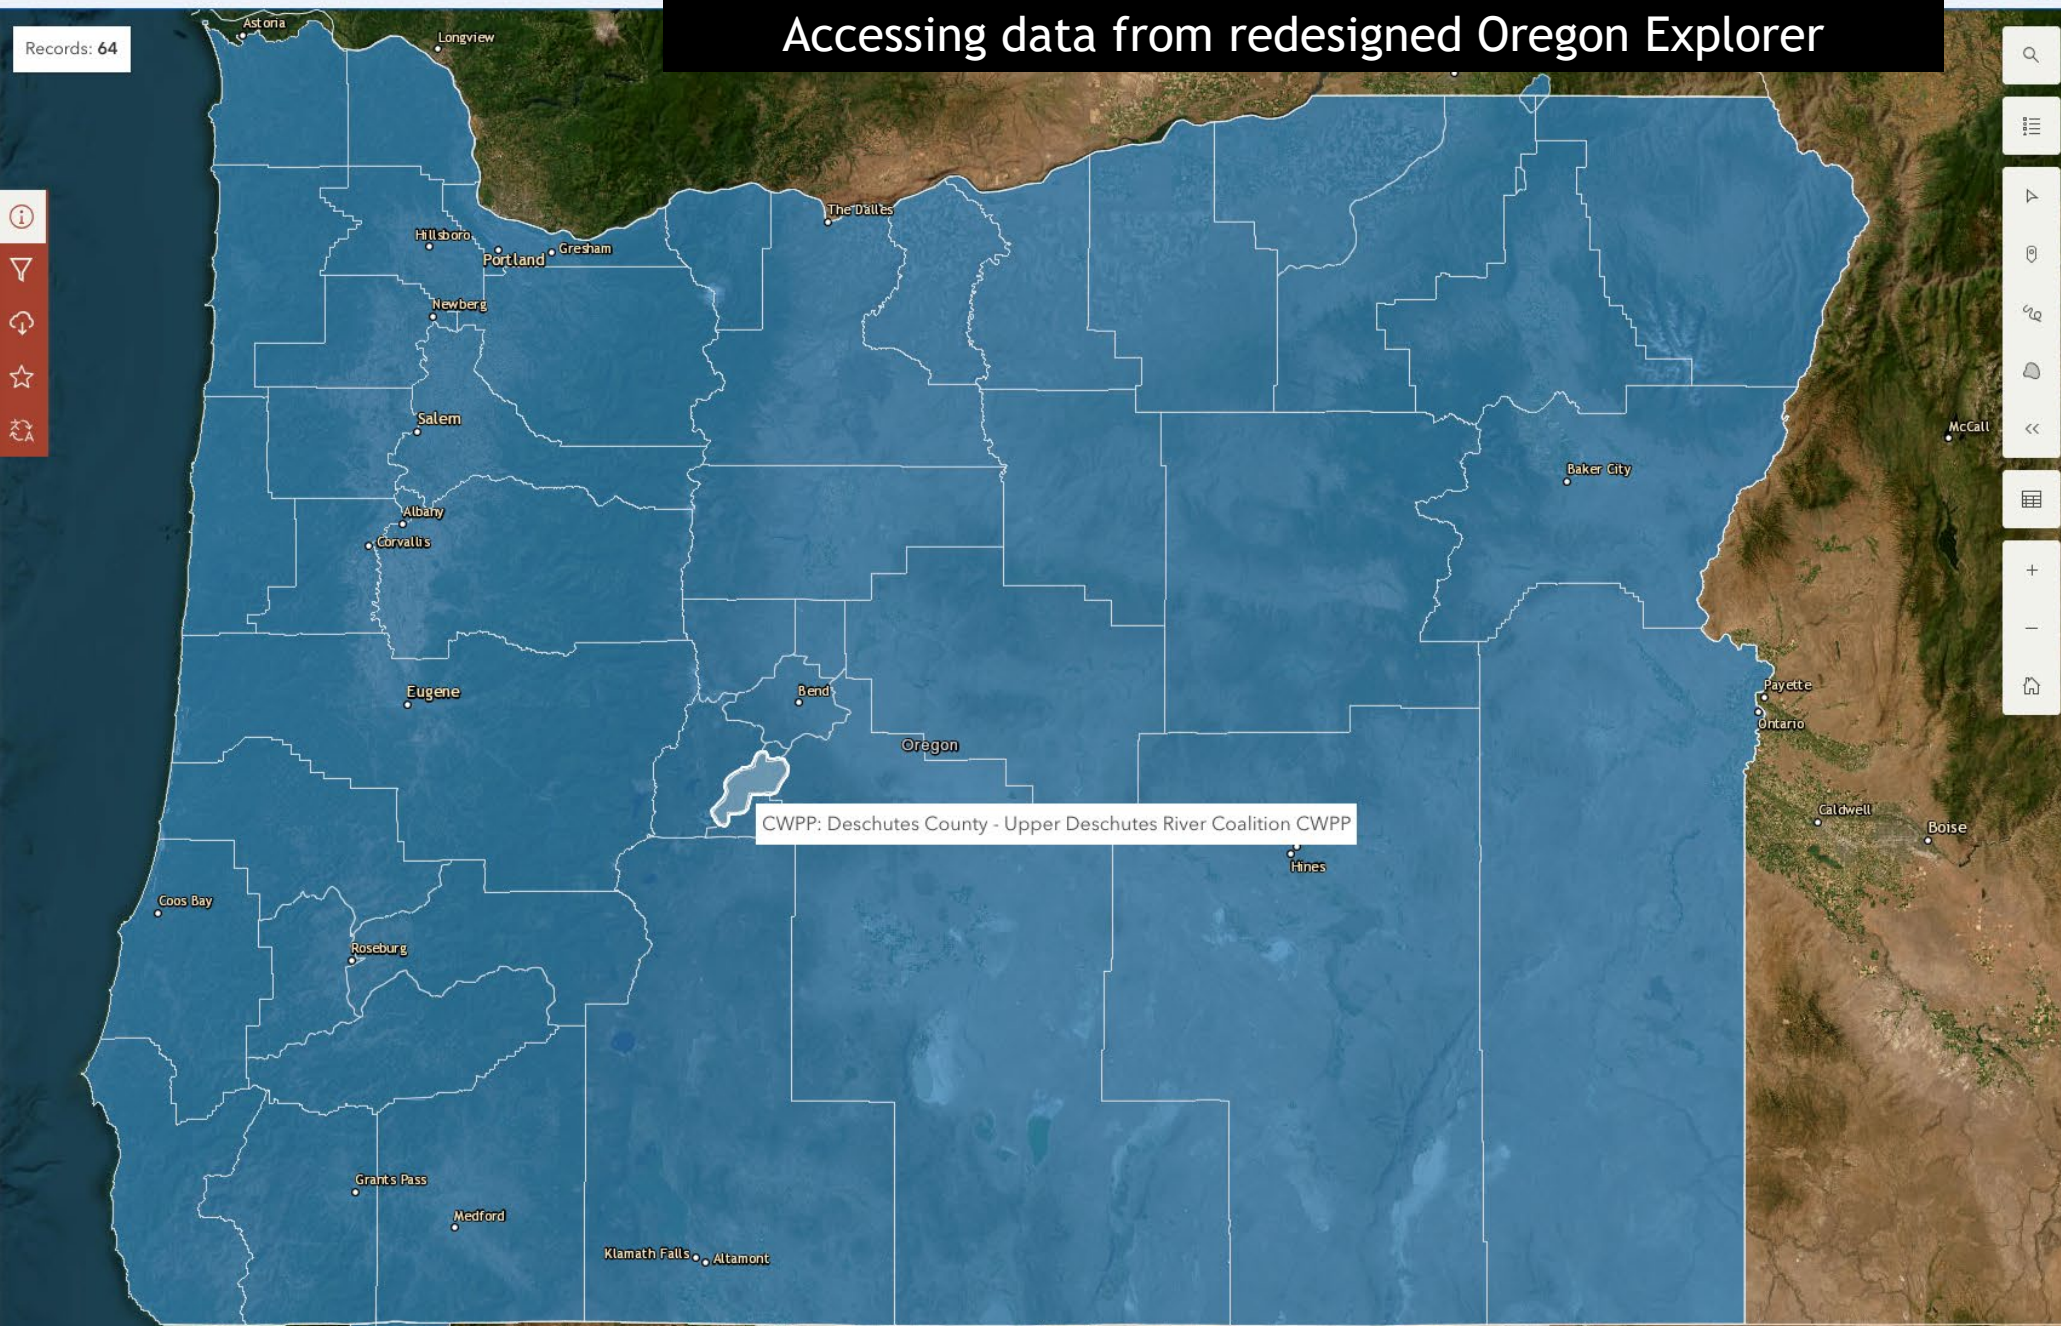 Accessing data from redesigned Oregon Explorer
Records: 64
Astoria
Longview
The Dalles
Hillsboro
Portland
Gresham
Newberg
Salem
McCall
Baker City
Albany
Corvallis
Eugene
Bend
Payette
Ontario
Oregon
CWPP: Deschutes County - Upper Deschutes River Coalition CWPP
Caldwell
Boise
Hines
Coos Bay
Roseburg
Grants Pass
Medford
Klamath Falls
Altamont